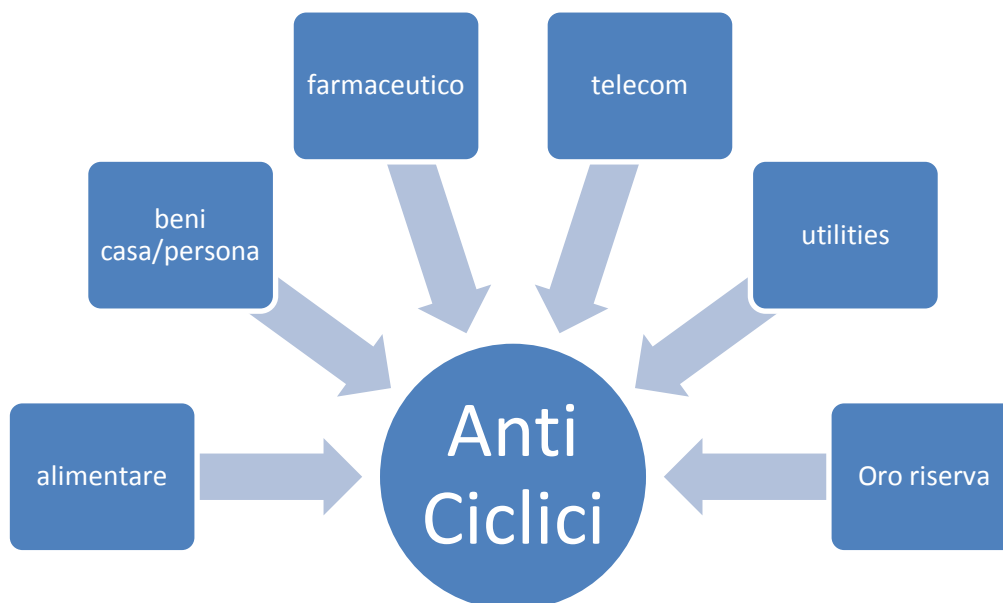 farmaceutico
telecom
beni
casa/persona
utilities
alimentare
Anti
Ciclici
Oro riserva